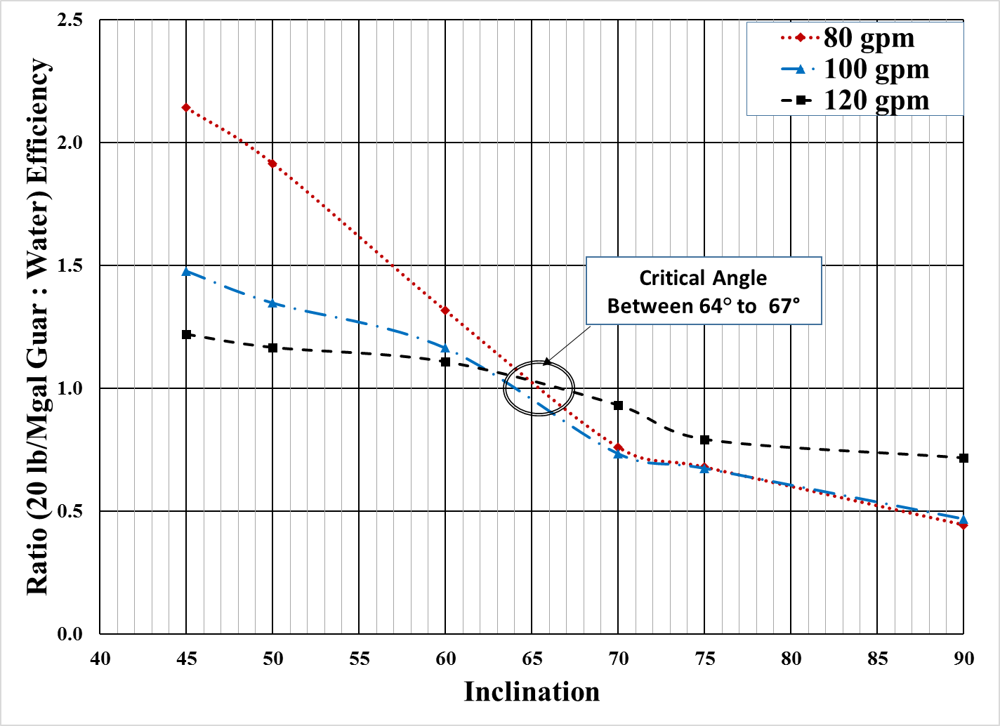 2.5
2.0
1.5
1.0
0.5
0.0
Ratio (20 lb/Mgal Guar : Water) Efficiency
80 gpm
100 gpm
120 gpm
Critical Angle
Between 64° to 67°
40 45 50 55 60 65 70 75 80 85 90
Inclination